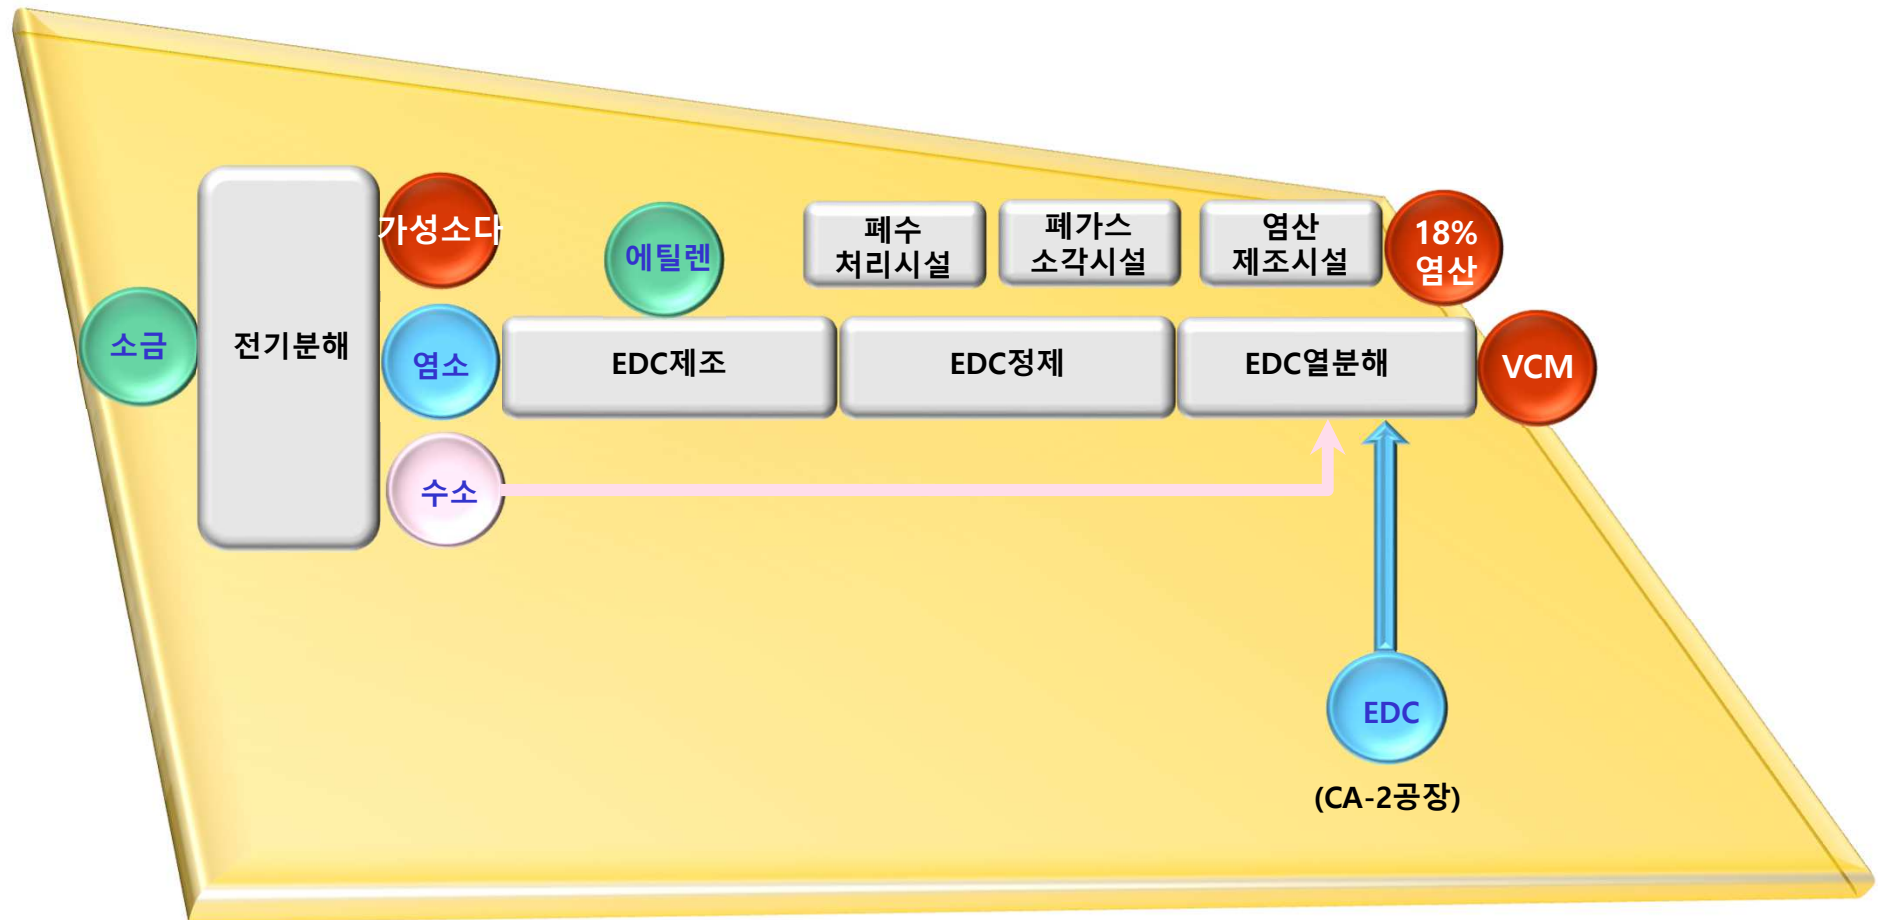 소금
전기분해
가성소다
염소
수소
에틸렌
EDC제조
EDC정제
EDC열분해
폐수
처리시설
폐가스
소각시설
염산
제조시설
18%
염산
VCM
EDC
(CA-2공장)